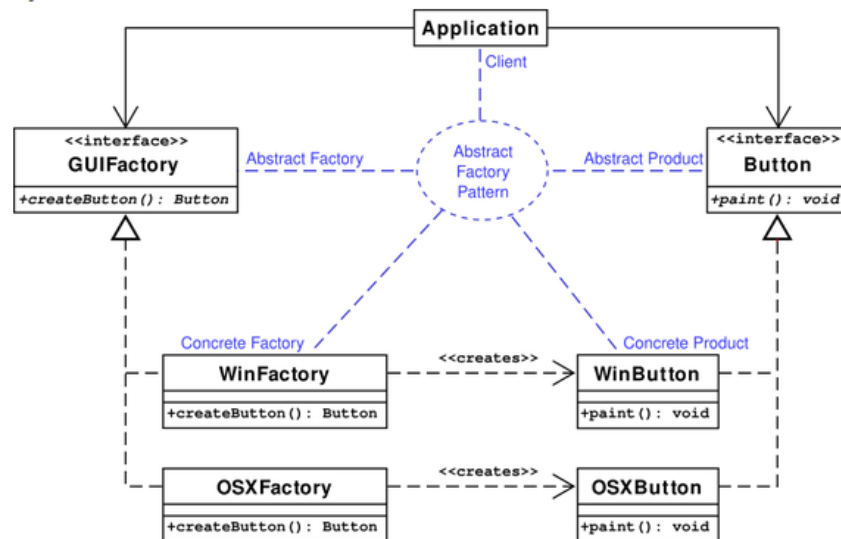 Application
Client
<<interface>>
GUIFactory
+createButton(): Button
Abstract Factory
Abstract
Factory
Pattern
Abstract Product
<<interface>>
Button
+paint(): void
Concrete Factory
Concrete Product
WinFactory
+createButton(): Button
<<creates>>
WinButton
+paint(): void
OSXFactory
+createButton(): Button
<<creates>>
OSXButton
+paint(): void